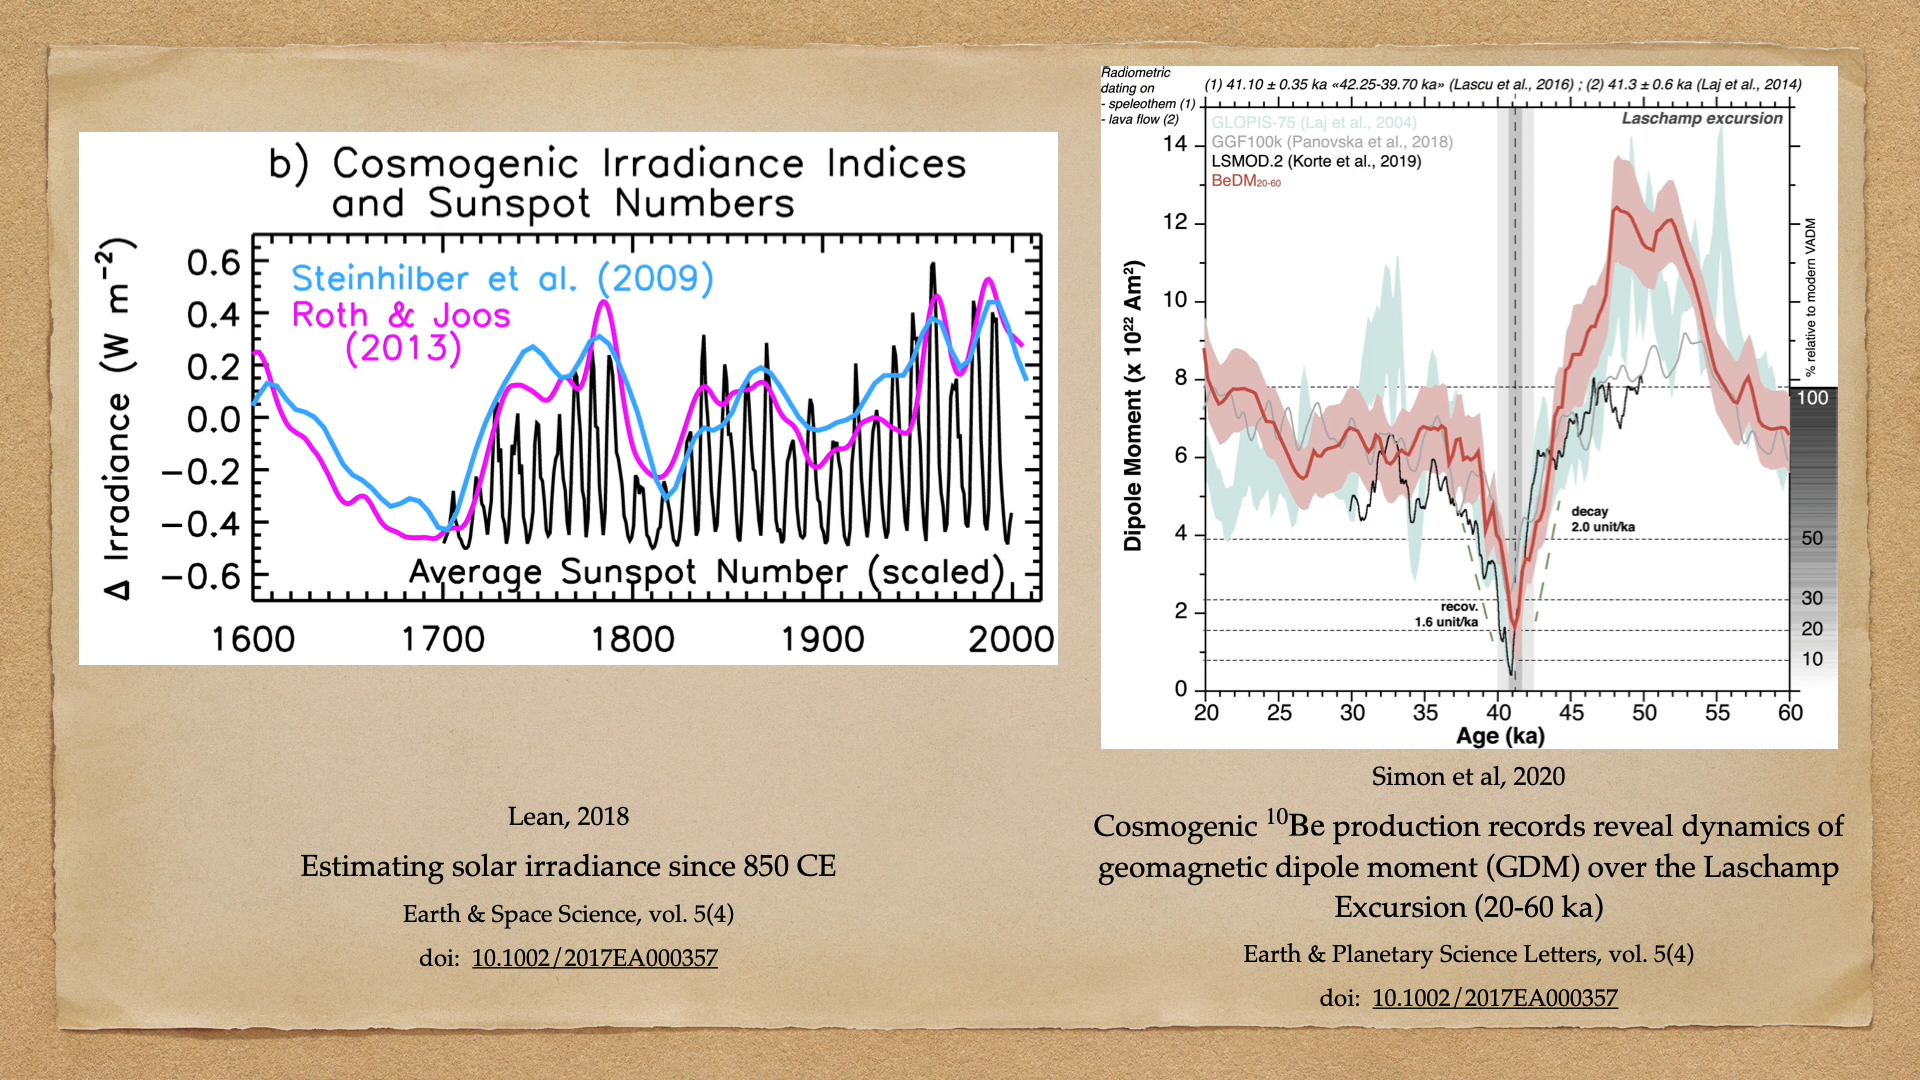 b) Cosmogenic Irradiance Indices
and Sunspot Numbers
Δ Irradiance (W m⁻²)
0.6
0.4
0.2
0.0
−0.2
−0.4
−0.6
Steinhilber et al. (2009)
Roth & Joos
(2013)
Average Sunspot Number (scaled)
1600 1700 1800 1900 2000
Lean, 2018
Estimating solar irradiance since 850 CE
Earth & Space Science, vol. 5(4)
doi: 10.1002/2017EA000357
Radiometric
dating on
- speleothem (1)
- lava flow (2)
(1) 41.10 ± 0.35 ka «42.25-39.70 ka» (Lascu et al., 2016) ; (2) 41.3 ± 0.6 ka (Laj et al., 2014)
Laschamp excursion
GLOPIS-75 (Laj et al., 2004)
GGF100k (Panovska et al., 2018)
LSMOD.2 (Korte et al., 2019)
BeDM20-60
Dipole Moment (x 10²² Am²)
14
12
10
8
6
4
2
0
% relative to modern VADM
100
50
30
20
10
decay
2.0 unit/ka
recov.
1.6 unit/ka
20 25 30 35 40 45 50 55 60
Age (ka)
Simon et al, 2020
Cosmogenic ¹⁰Be production records reveal dynamics of
geomagnetic dipole moment (GDM) over the Laschamp
Excursion (20-60 ka)
Earth & Planetary Science Letters, vol. 5(4)
doi: 10.1002/2017EA000357